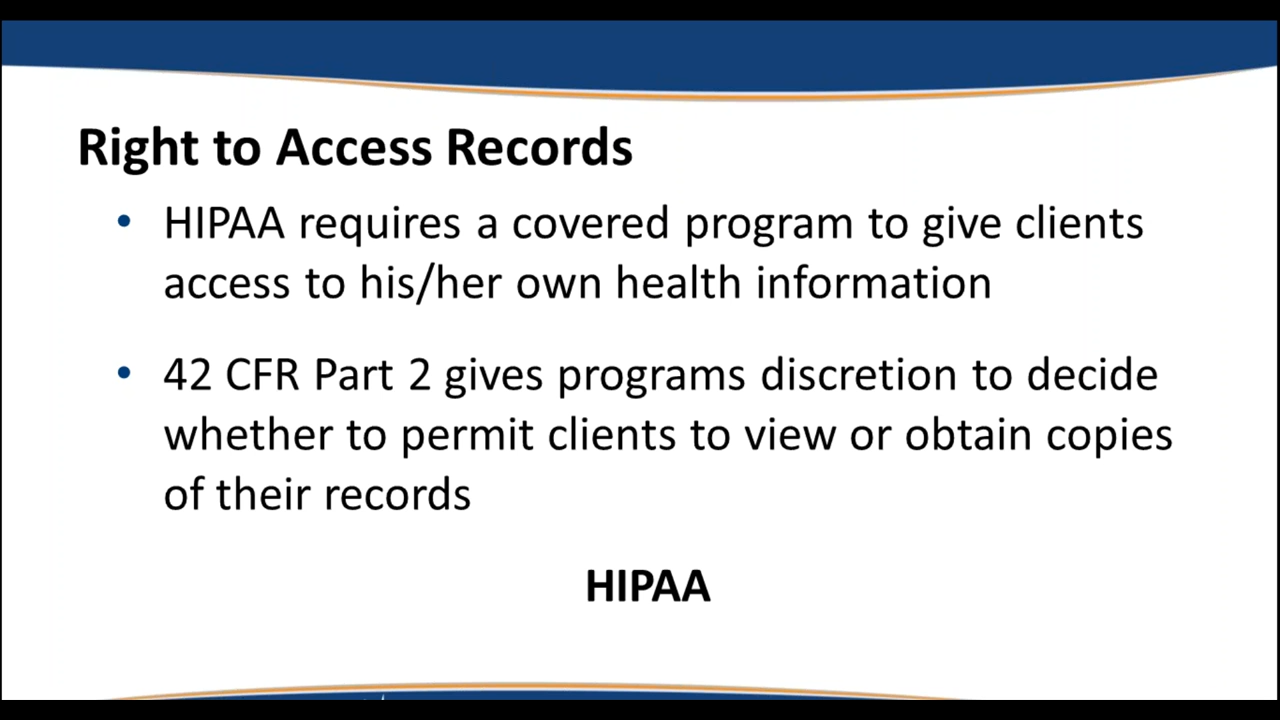 Right to Access Records
• HIPAA requires a covered program to give clients
access to his/her own health information
• 42 CFR Part 2 gives programs discretion to decide
whether to permit clients to view or obtain copies
of their records
HIPAA